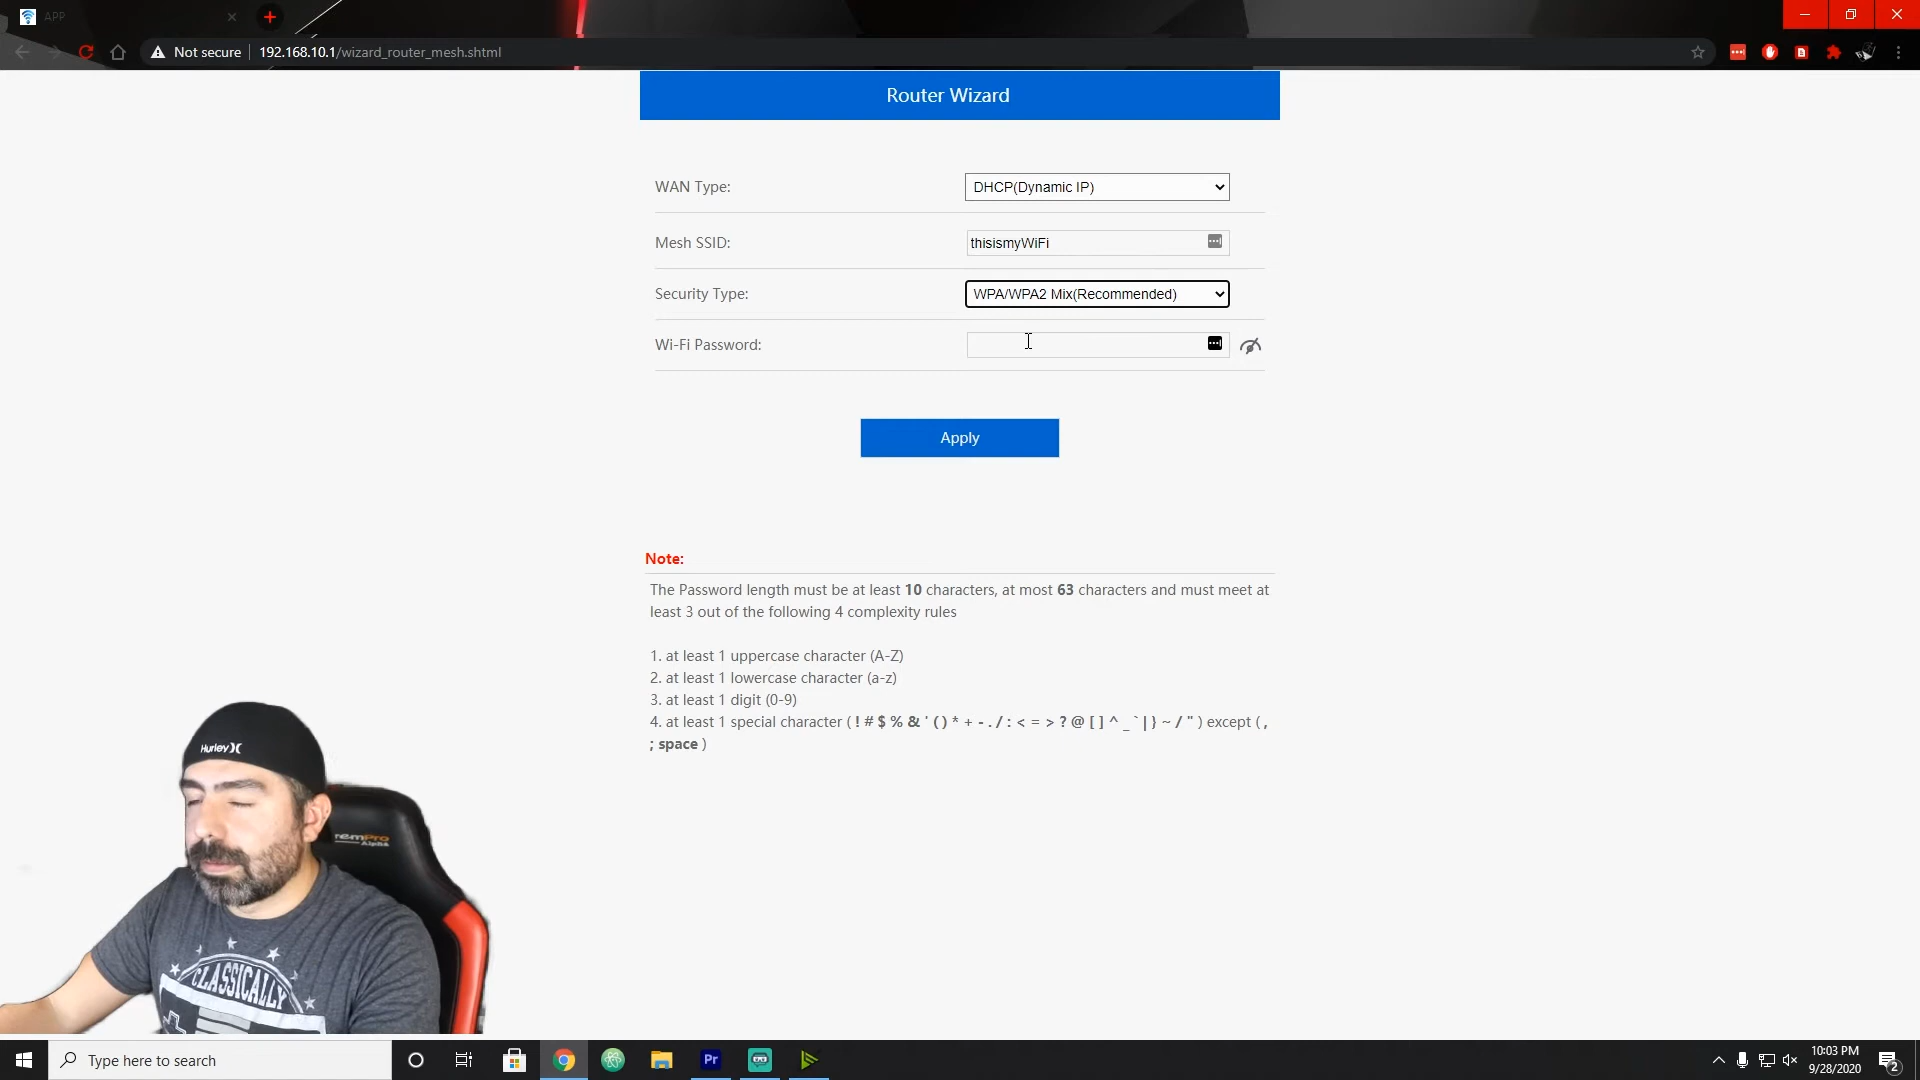 APP
Not secure
192.168.10.1/wizard_router_mesh.shtml
Router Wizard
WAN Type:
DHCP(Dynamic IP)
Mesh SSID:
thisismyWiFi
Security Type:
WPA/WPA2 Mix(Recommended)
Wi-Fi Password:
Apply
Note:
The Password length must be at least 10 characters, at most 63 characters and must meet at
least 3 out of the following 4 complexity rules
1. at least 1 uppercase character (A-Z)
2. at least 1 lowercase character (a-z)
3. at least 1 digit (0-9)
4. at least 1 special character ( ! # $ % & ' ( ) * + - . / : < = > ? @ [ ] ^ _ ` | } ~ / " ) except ( ,
; space )
Hurley
CLASSICALLY
Type here to search
Pr
10:03 PM
9/28/2020
2